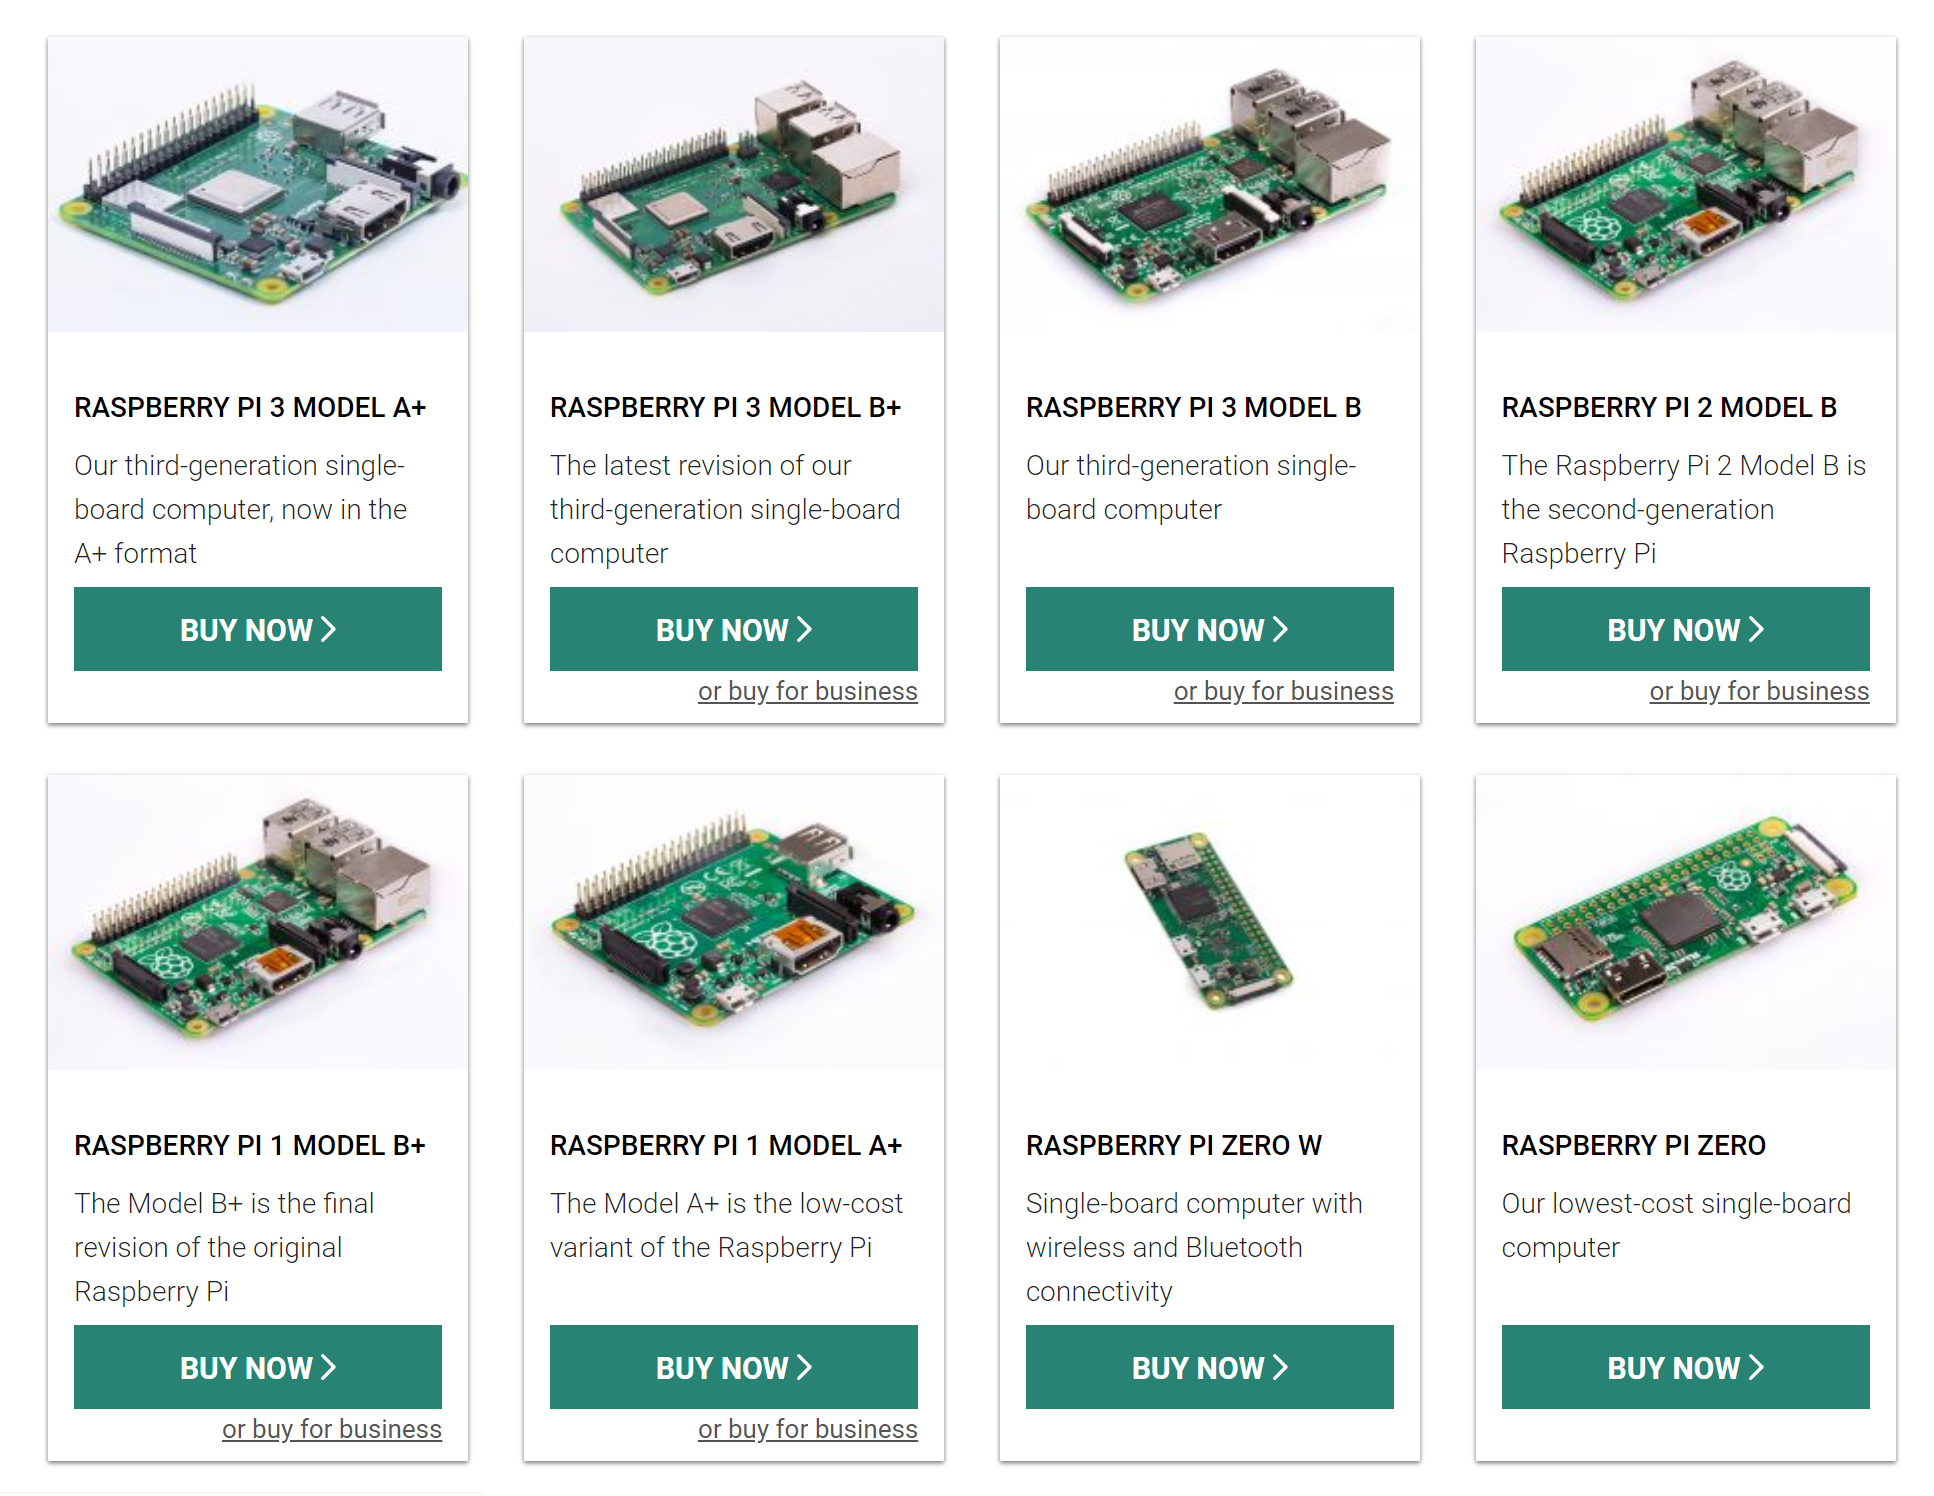 RASPBERRY PI 3 MODEL A+
Our third-generation single-
board computer, now in the
A+ format
BUY NOW
RASPBERRY PI 3 MODEL B+
The latest revision of our
third-generation single-board
computer
BUY NOW
or buy for business
RASPBERRY PI 3 MODEL B
Our third-generation single-
board computer
BUY NOW
or buy for business
RASPBERRY PI 2 MODEL B
The Raspberry Pi 2 Model B is
the second-generation
Raspberry Pi
BUY NOW
or buy for business
RASPBERRY PI 1 MODEL B+
The Model B+ is the final
revision of the original
Raspberry Pi
BUY NOW
or buy for business
RASPBERRY PI 1 MODEL A+
The Model A+ is the low-cost
variant of the Raspberry Pi
BUY NOW
or buy for business
RASPBERRY PI ZERO W
Single-board computer with
wireless and Bluetooth
connectivity
BUY NOW
RASPBERRY PI ZERO
Our lowest-cost single-board
computer
BUY NOW